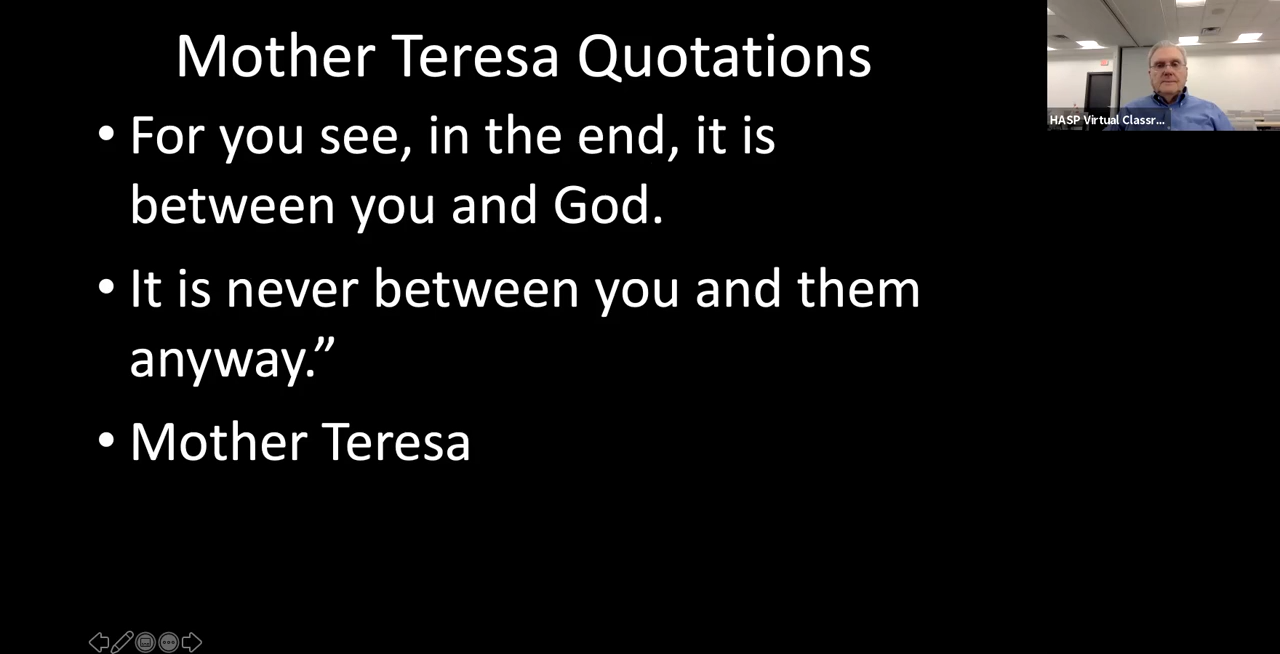 Mother Teresa Quotations
• For you see, in the end, it is
between you and God.
• It is never between you and them
anyway.”
• Mother Teresa
HASP Virtual Classr...